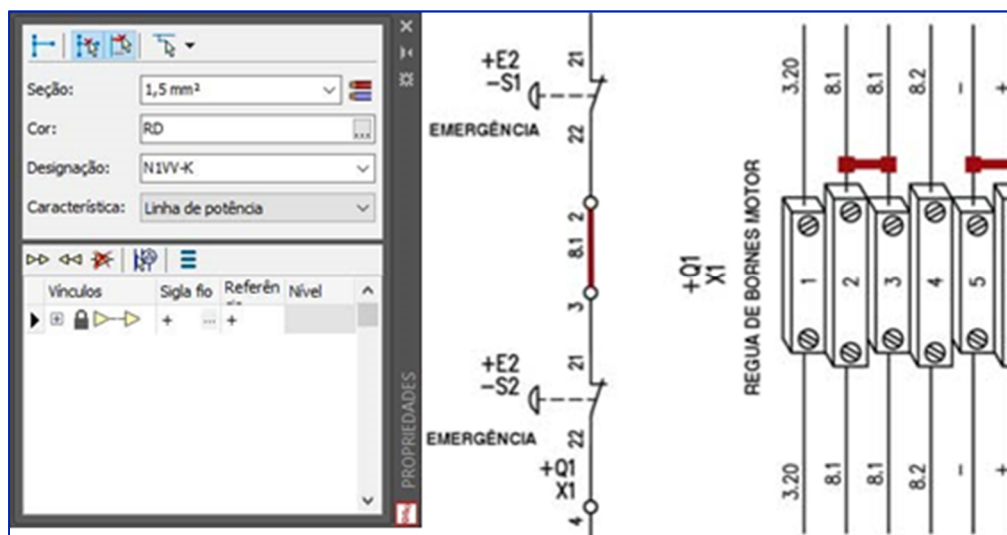 Seção:
1,5 mm²
Cor:
RD
...
Designação:
N1VV-K
Característica:
Linha de potência
Vínculos
Sigla fio
Referên
Nível
+
...
+
PROPRIEDADES
+E2
-S1
21
EMERGÊNCIA
22
2
8.1
3
+E2
-S2
21
EMERGÊNCIA
22
+Q1
X1
4
+Q1
X1
REGUA DE BORNES MOTOR
3.20
8.1
8.1
8.2
-
+
1
2
3
4
5
3.20
8.1
8.1
8.2
-
+